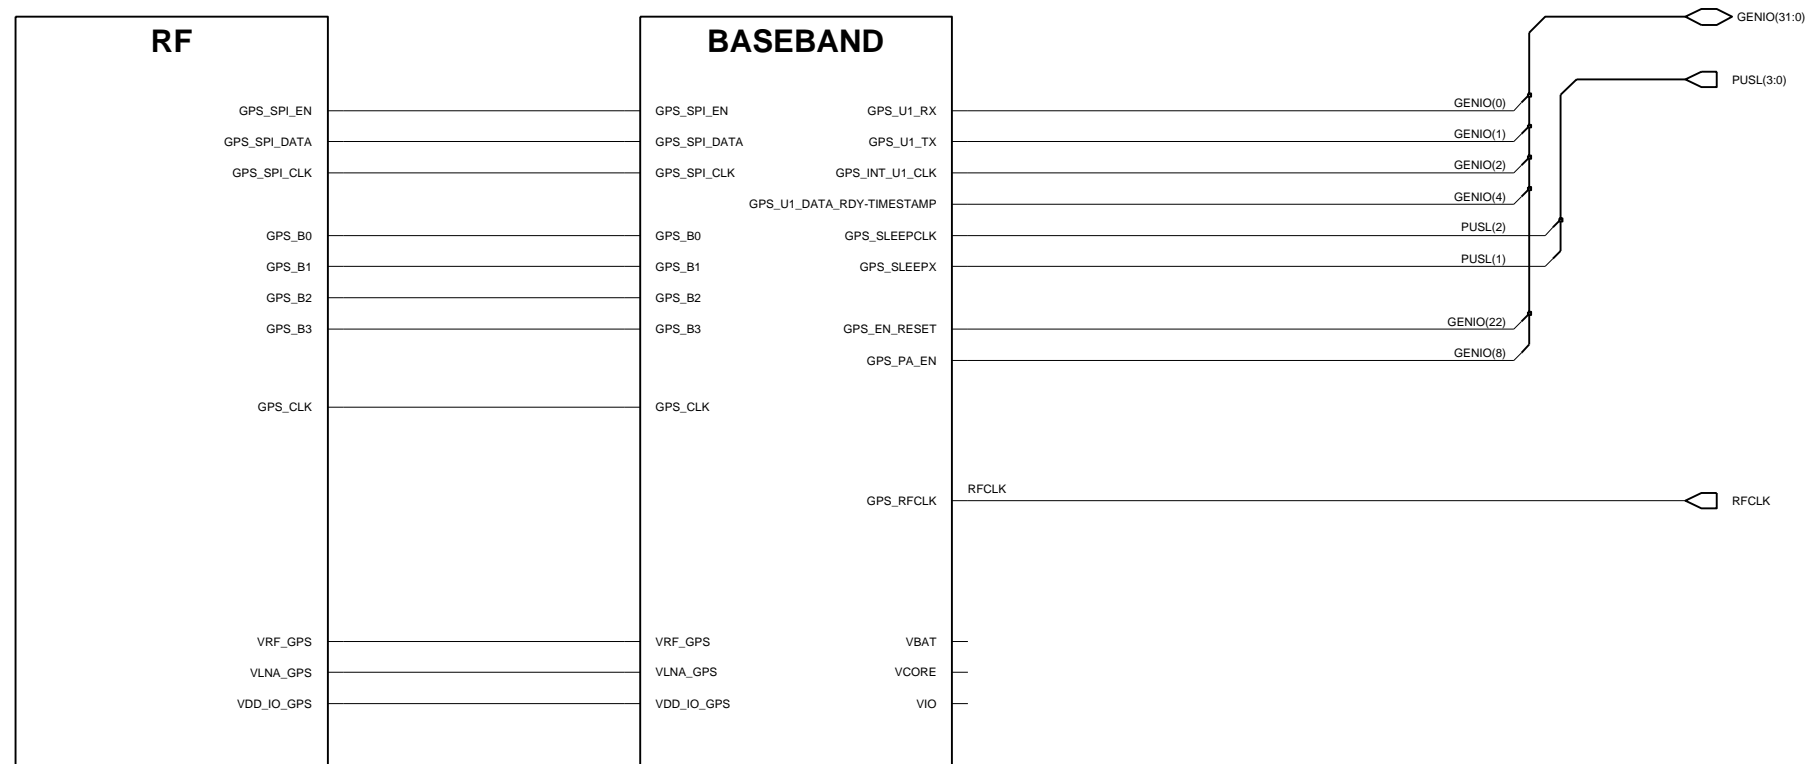 RF
BASEBAND
GENIO(31:0)
PUSL(3:0)
GPS_SPI_EN GPS_SPI_EN GPS_U1_RX GENIO(0)
GPS_SPI_DATA GPS_SPI_DATA GPS_U1_TX GENIO(1)
GPS_SPI_CLK GPS_SPI_CLK GPS_INT_U1_CLK GENIO(2)
GPS_U1_DATA_RDY-TIMESTAMP GENIO(4)
GPS_B0 GPS_B0 GPS_SLEEPCLK PUSL(2)
GPS_B1 GPS_B1 GPS_SLEEPX PUSL(1)
GPS_B2 GPS_B2
GPS_B3 GPS_B3 GPS_EN_RESET GENIO(22)
GPS_PA_EN GENIO(8)
GPS_CLK GPS_CLK
GPS_RFCLK RFCLK RFCLK
VRF_GPS VRF_GPS VBAT
VLNA_GPS VLNA_GPS VCORE
VDD_IO_GPS VDD_IO_GPS VIO